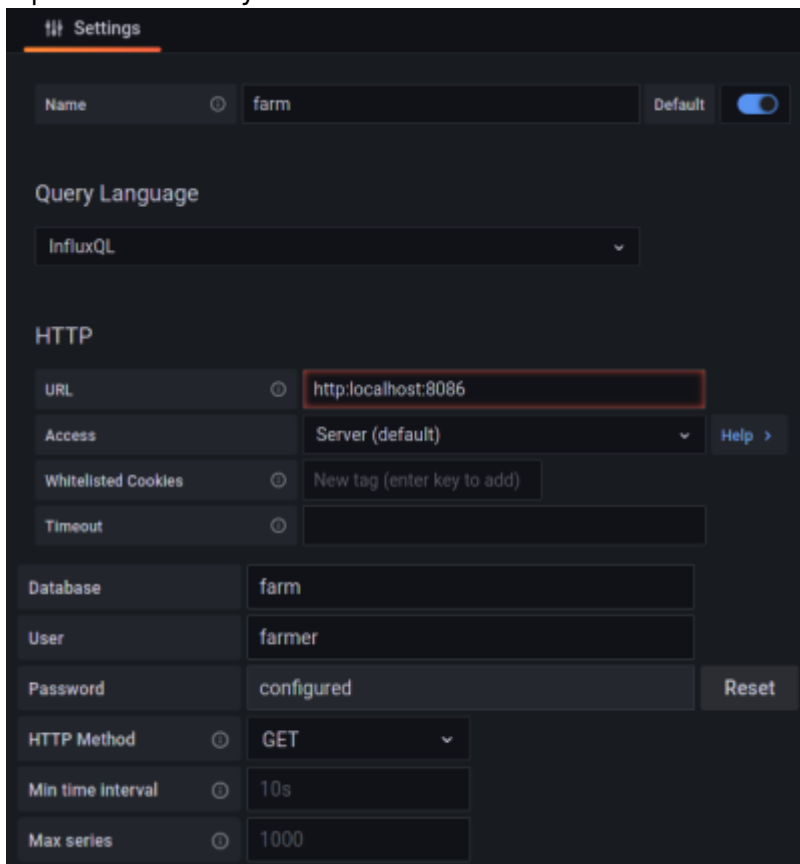 Settings
Name farm Default
Query Language
InfluxQL
HTTP
URL http:localhost:8086
Access Server (default) Help >
Whitelisted Cookies New tag (enter key to add)
Timeout
Database farm
User farmer
Password configured Reset
HTTP Method GET
Min time interval 10s
Max series 1000